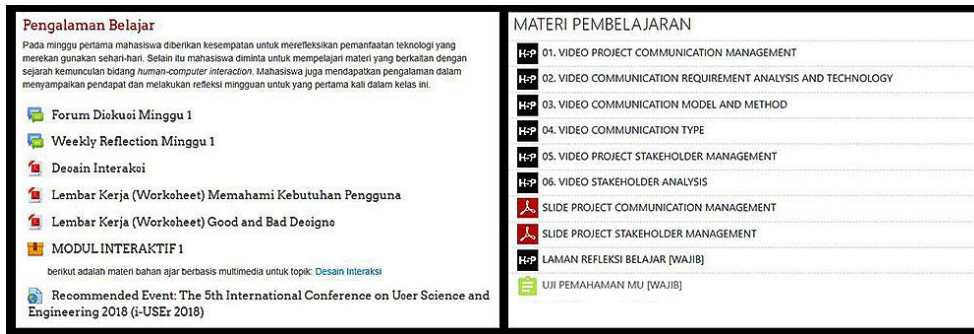 Pengalaman Belajar
Pada minggu pertama mahasiswa diberikan kesempatan untuk merefleksikan pemanfaatan teknologi yang
merekan gunakan sehari-hari. Selain itu mahasiswa diminta untuk mempelajari materi yang berkaitan dengan
sejarah kemunculan bidang human-computer interaction. Mahasiswa juga mendapatkan pengalaman dalam
menyampaikan pendapat dan melakukan refleksi mingguan untuk yang pertama kali dalam kelas ini.
Forum Diskusi Minggu 1
Weekly Reflection Minggu 1
Desain Interaksi
Lembar Kerja (Worksheet) Memahami Kebutuhan Pengguna
Lembar Kerja (Worksheet) Good and Bad Designs
MODUL INTERAKTIF 1
berikut adalah materi bahan ajar berbasis multimedia untuk topik: Desain Interaksi
Recommended Event: The 5th International Conference on User Science and
Engineering 2018 (i-USEr 2018)
MATERI PEMBELAJARAN
H-P 01. VIDEO PROJECT COMMUNICATION MANAGEMENT
H-P 02. VIDEO COMMUNICATION REQUIREMENT ANALYSIS AND TECHNOLOGY
H-P 03. VIDEO COMMUNICATION MODEL AND METHOD
H-P 04. VIDEO COMMUNICATION TYPE
H-P 05. VIDEO PROJECT STAKEHOLDER MANAGEMENT
H-P 06. VIDEO STAKEHOLDER ANALYSIS
SLIDE PROJECT COMMUNICATION MANAGEMENT
SLIDE PROJECT STAKEHOLDER MANAGEMENT
H-P LAMAN REFLEKSI BELAJAR [WAJIB]
UJI PEMAHAMAN MU [WAJIB]